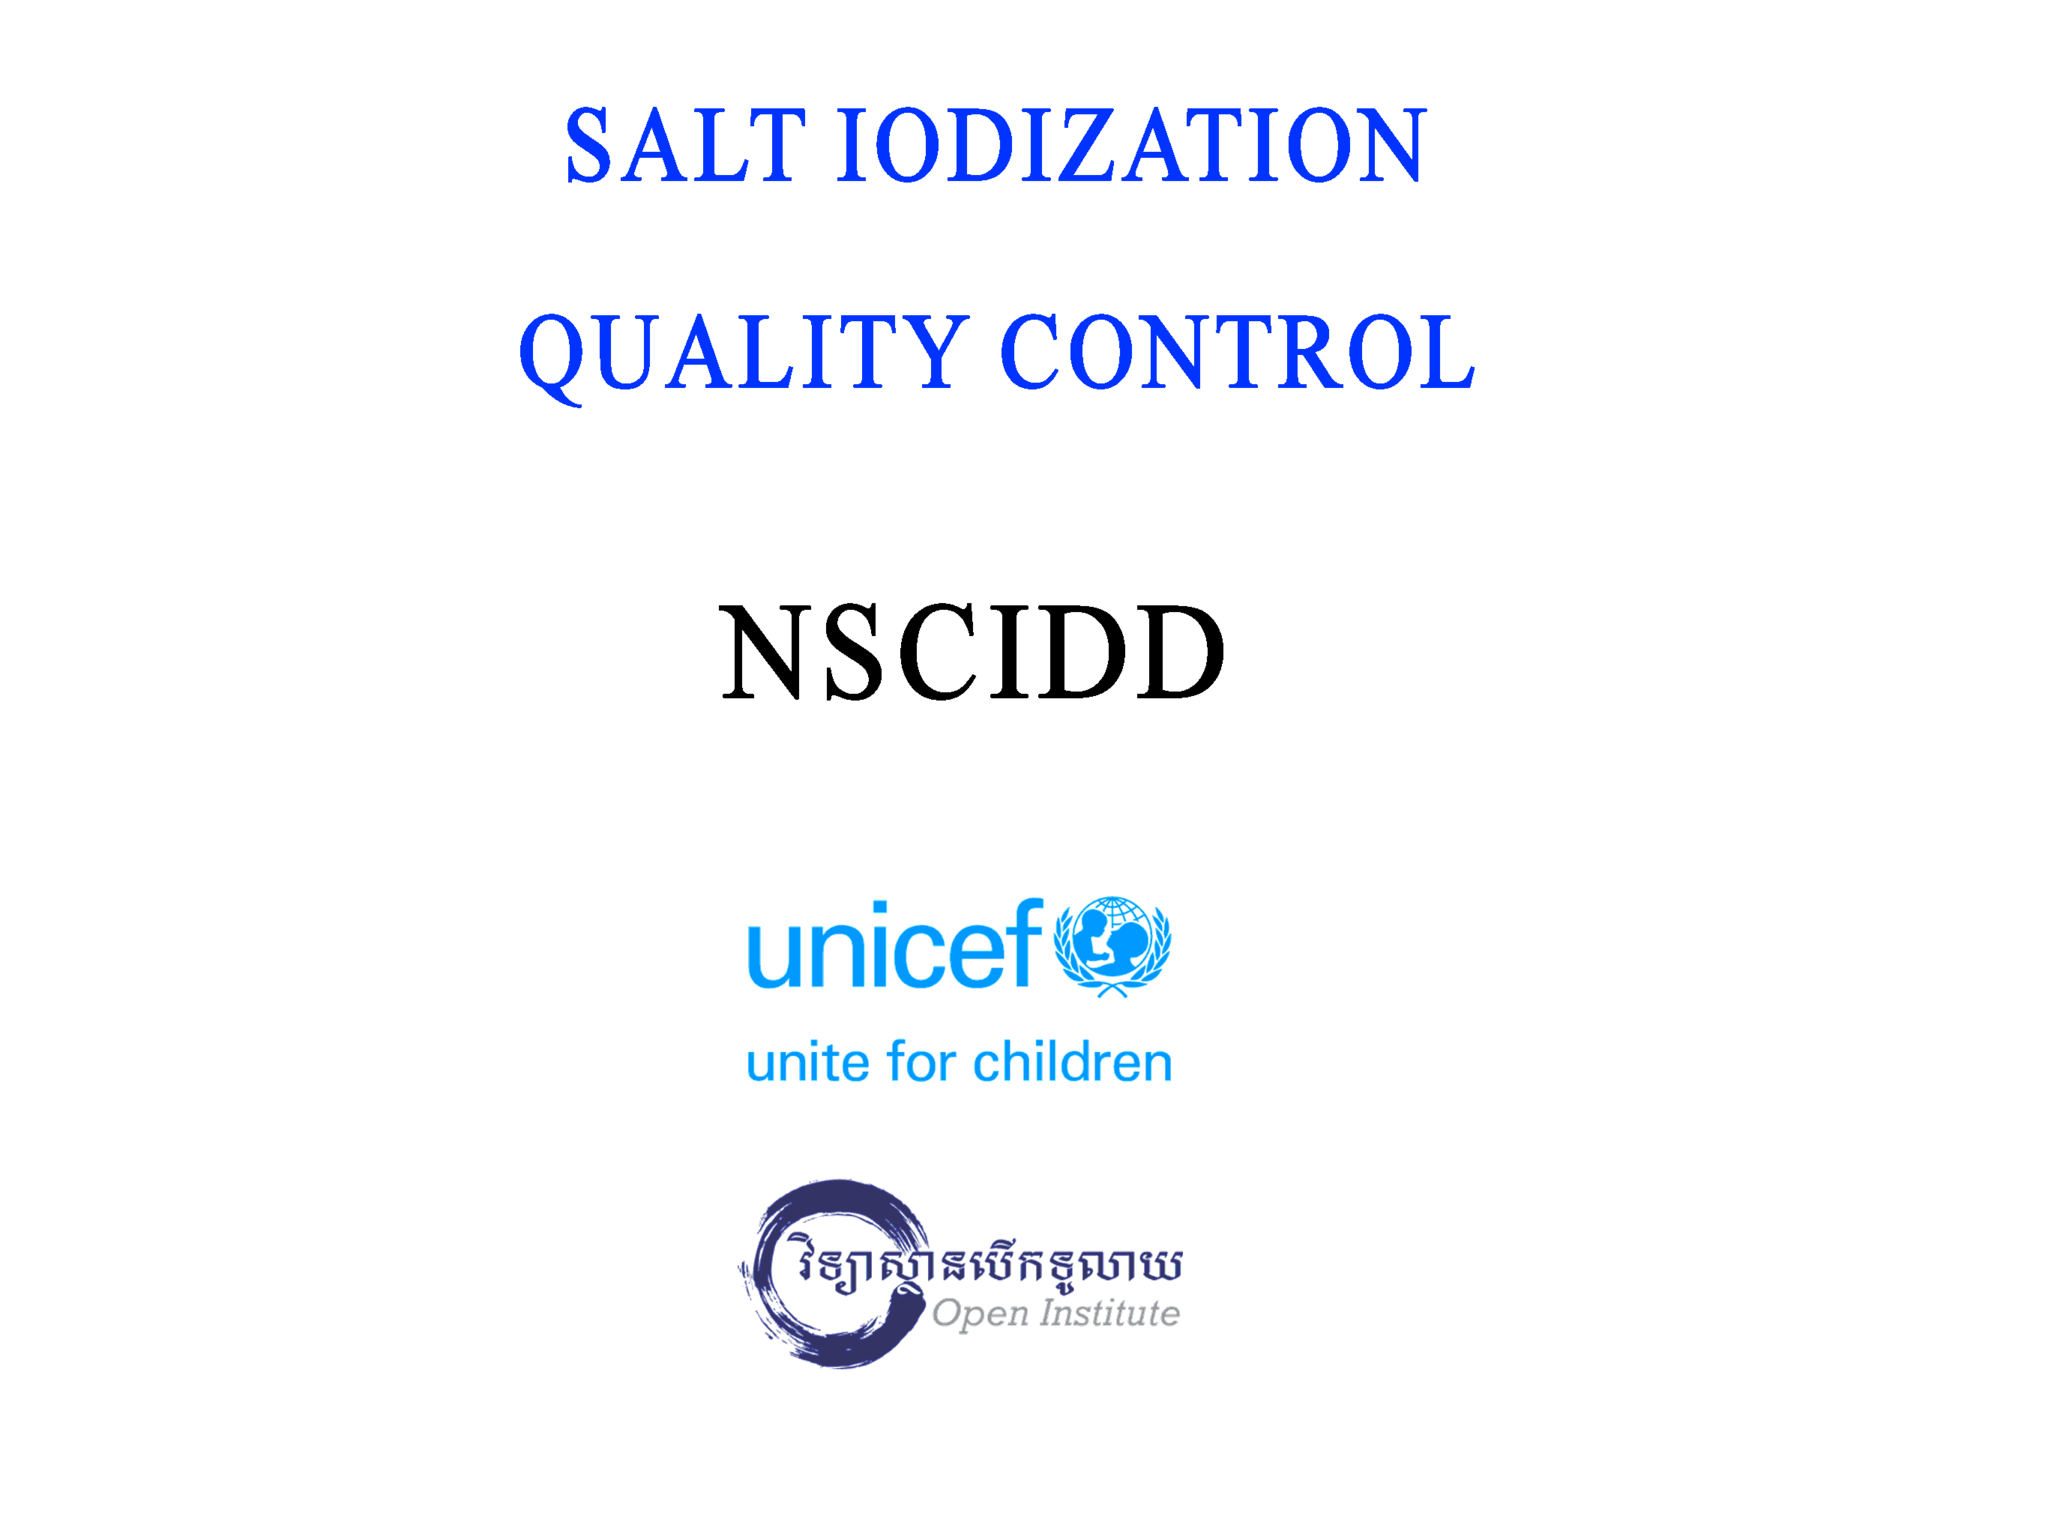 SALT IODIZATION
QUALITY CONTROL
NSCIDD
unicef
unite for children
វិទ្យាស្ថានបើកទូលាយ
Open Institute